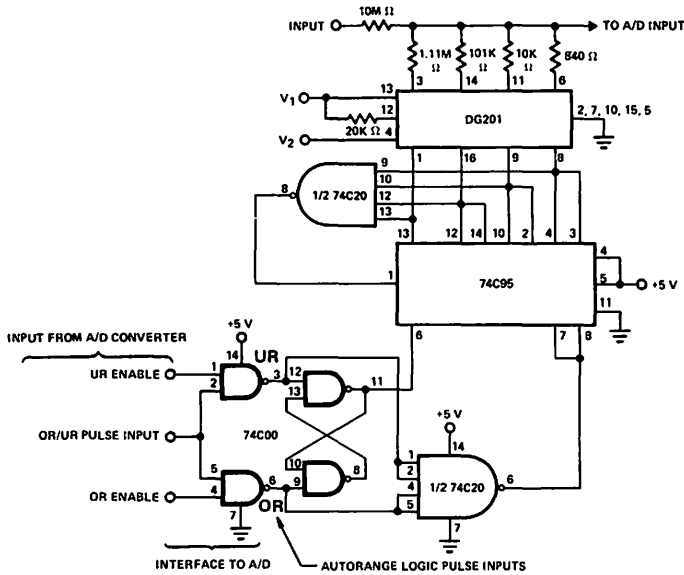 10M Ω
INPUT
TO A/D INPUT
1.11M Ω
101K Ω
10K Ω
840 Ω
3
14
11
6
V1
13
12
20K Ω
V2
4
DG201
2, 7, 10, 15, 5
1
16
9
8
8
1/2 74C20
9
10
12
13
13
12
14
10
2
4
3
1
74C95
4
5
11
+5 V
6
7
8
INPUT FROM A/D CONVERTER
+5 V
14
UR
UR ENABLE
1
2
3
12
13
11
OR/UR PULSE INPUT
74C00
+5 V
14
OR ENABLE
5
4
6
7
OR
10
9
8
1
2
4
5
1/2 74C20
6
7
INTERFACE TO A/D
AUTORANGE LOGIC PULSE INPUTS